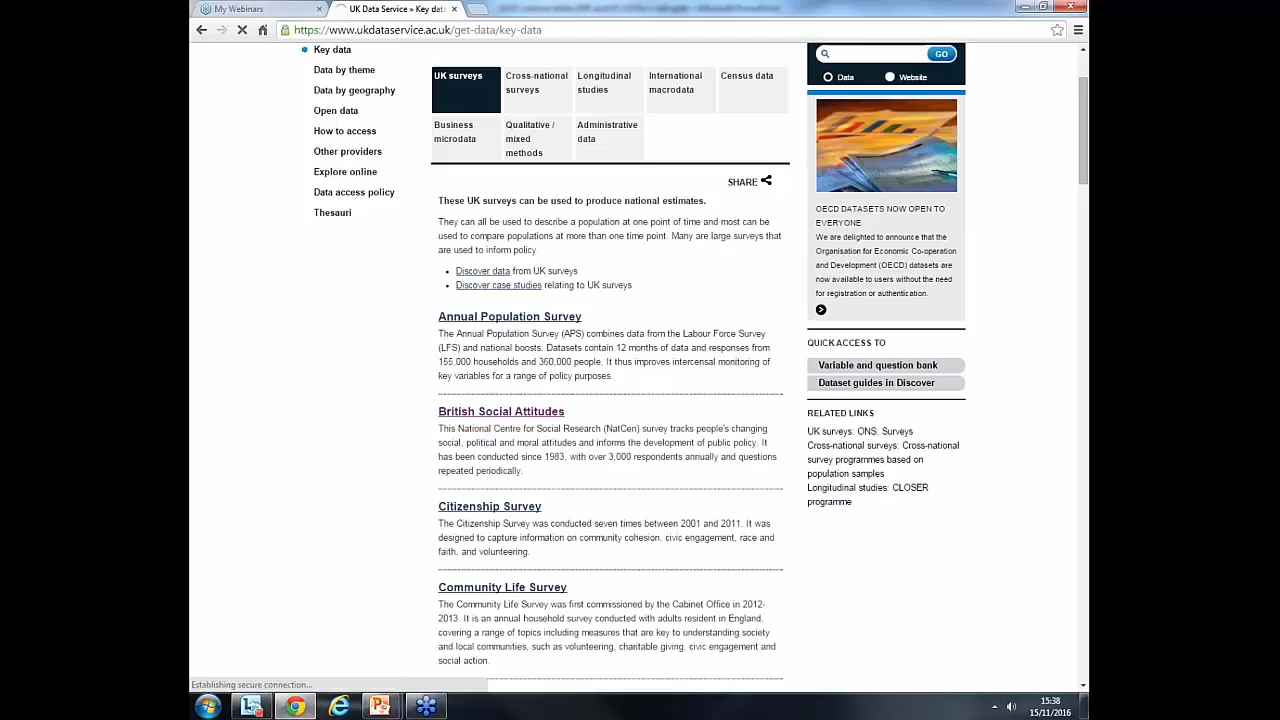 My Webinars
UK Data Service » Key dat
https://www.ukdataservice.ac.uk/get-data/key-data
Key data
Data by theme
Data by geography
Open data
How to access
Other providers
Explore online
Data access policy
Thesauri
UK surveys
Cross-national
surveys
Longitudinal
studies
International
macrodata
Census data
Business
microdata
Qualitative /
mixed
methods
Administrative
data
SHARE
These UK surveys can be used to produce national estimates.
They can all be used to describe a population at one point of time and most can be
used to compare populations at more than one time point. Many are large surveys that
are used to inform policy.
Discover data from UK surveys
Discover case studies relating to UK surveys
Annual Population Survey
The Annual Population Survey (APS) combines data from the Labour Force Survey
(LFS) and national boosts. Datasets contain 12 months of data and responses from
155,000 households and 360,000 people. It thus improves intercensal monitoring of
key variables for a range of policy purposes.
British Social Attitudes
This National Centre for Social Research (NatCen) survey tracks people's changing
social, political and moral attitudes and informs the development of public policy. It
has been conducted since 1983, with over 3,000 respondents annually and questions
repeated periodically.
Citizenship Survey
The Citizenship Survey was conducted seven times between 2001 and 2011. It was
designed to capture information on community cohesion, civic engagement, race and
faith, and volunteering.
Community Life Survey
The Community Life Survey was first commissioned by the Cabinet Office in 2012-
2013. It is an annual household survey conducted with adults resident in England,
covering a range of topics including measures that are key to understanding society
and local communities, such as volunteering, charitable giving, civic engagement and
social action.
GO
Data
Website
OECD DATASETS NOW OPEN TO
EVERYONE
We are delighted to announce that the
Organisation for Economic Co-operation
and Development (OECD) datasets are
now available to users without the need
for registration or authentication.
QUICK ACCESS TO
Variable and question bank
Dataset guides in Discover
RELATED LINKS
UK surveys: ONS: Surveys
Cross-national surveys: Cross-national
survey programmes based on
population samples
Longitudinal studies: CLOSER
programme
Establishing secure connection...
15:38
15/11/2016